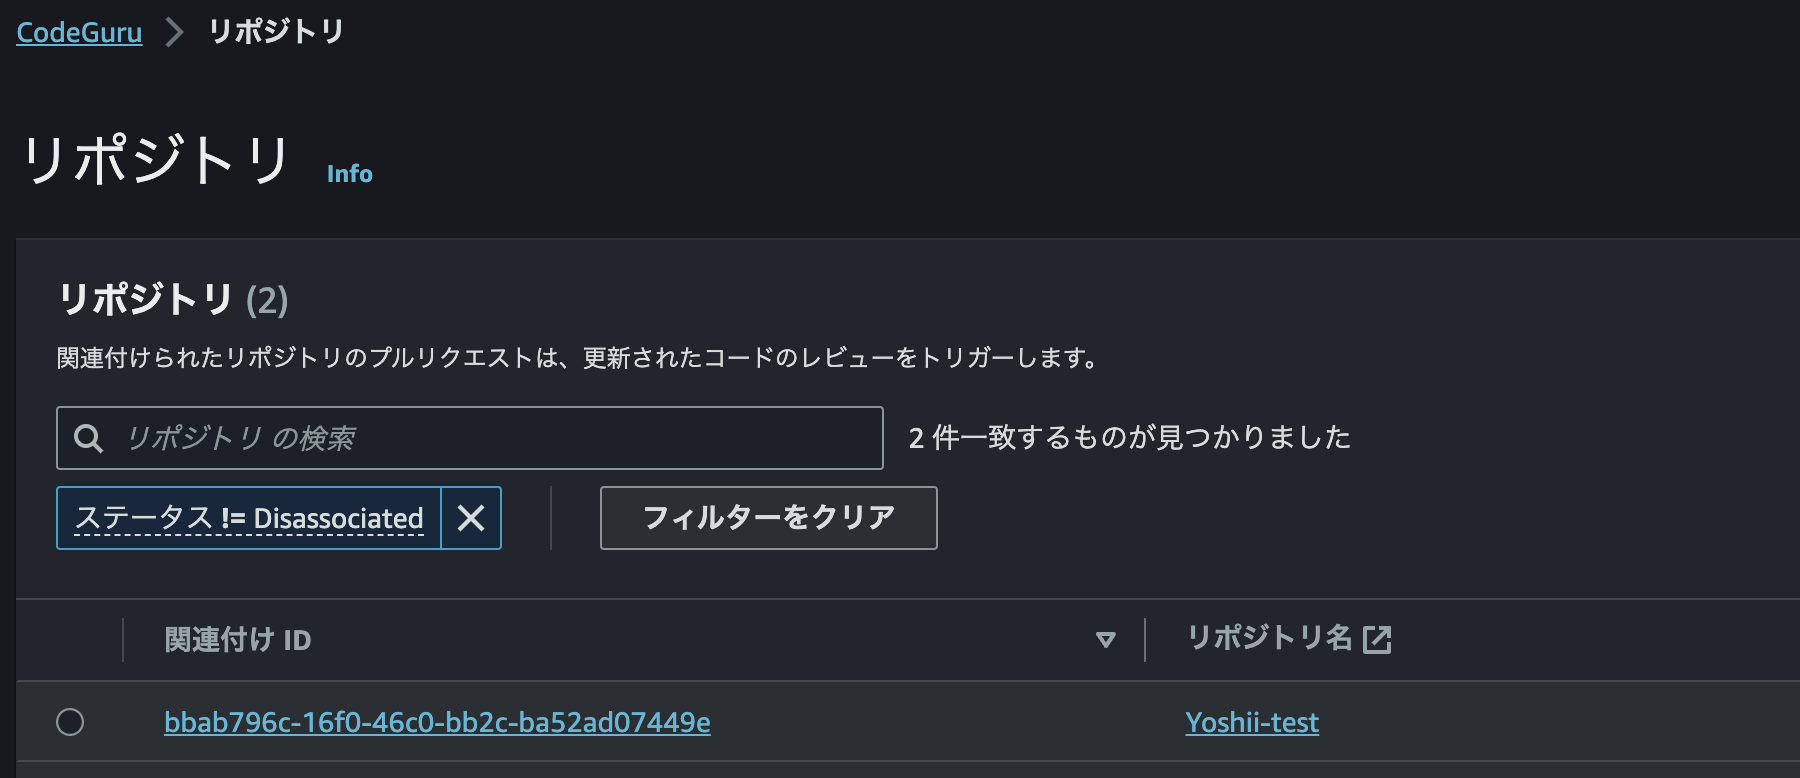 CodeGuru > リポジトリ
リポジトリ Info
リポジトリ (2)
関連付けられたリポジトリのプルリクエストは、更新されたコードのレビューをトリガーします。
リポジトリ の検索 2 件一致するものが見つかりました
ステータス != Disassociated フィルターをクリア
関連付け ID リポジトリ名
bbab796c-16f0-46c0-bb2c-ba52ad07449e Yoshii-test